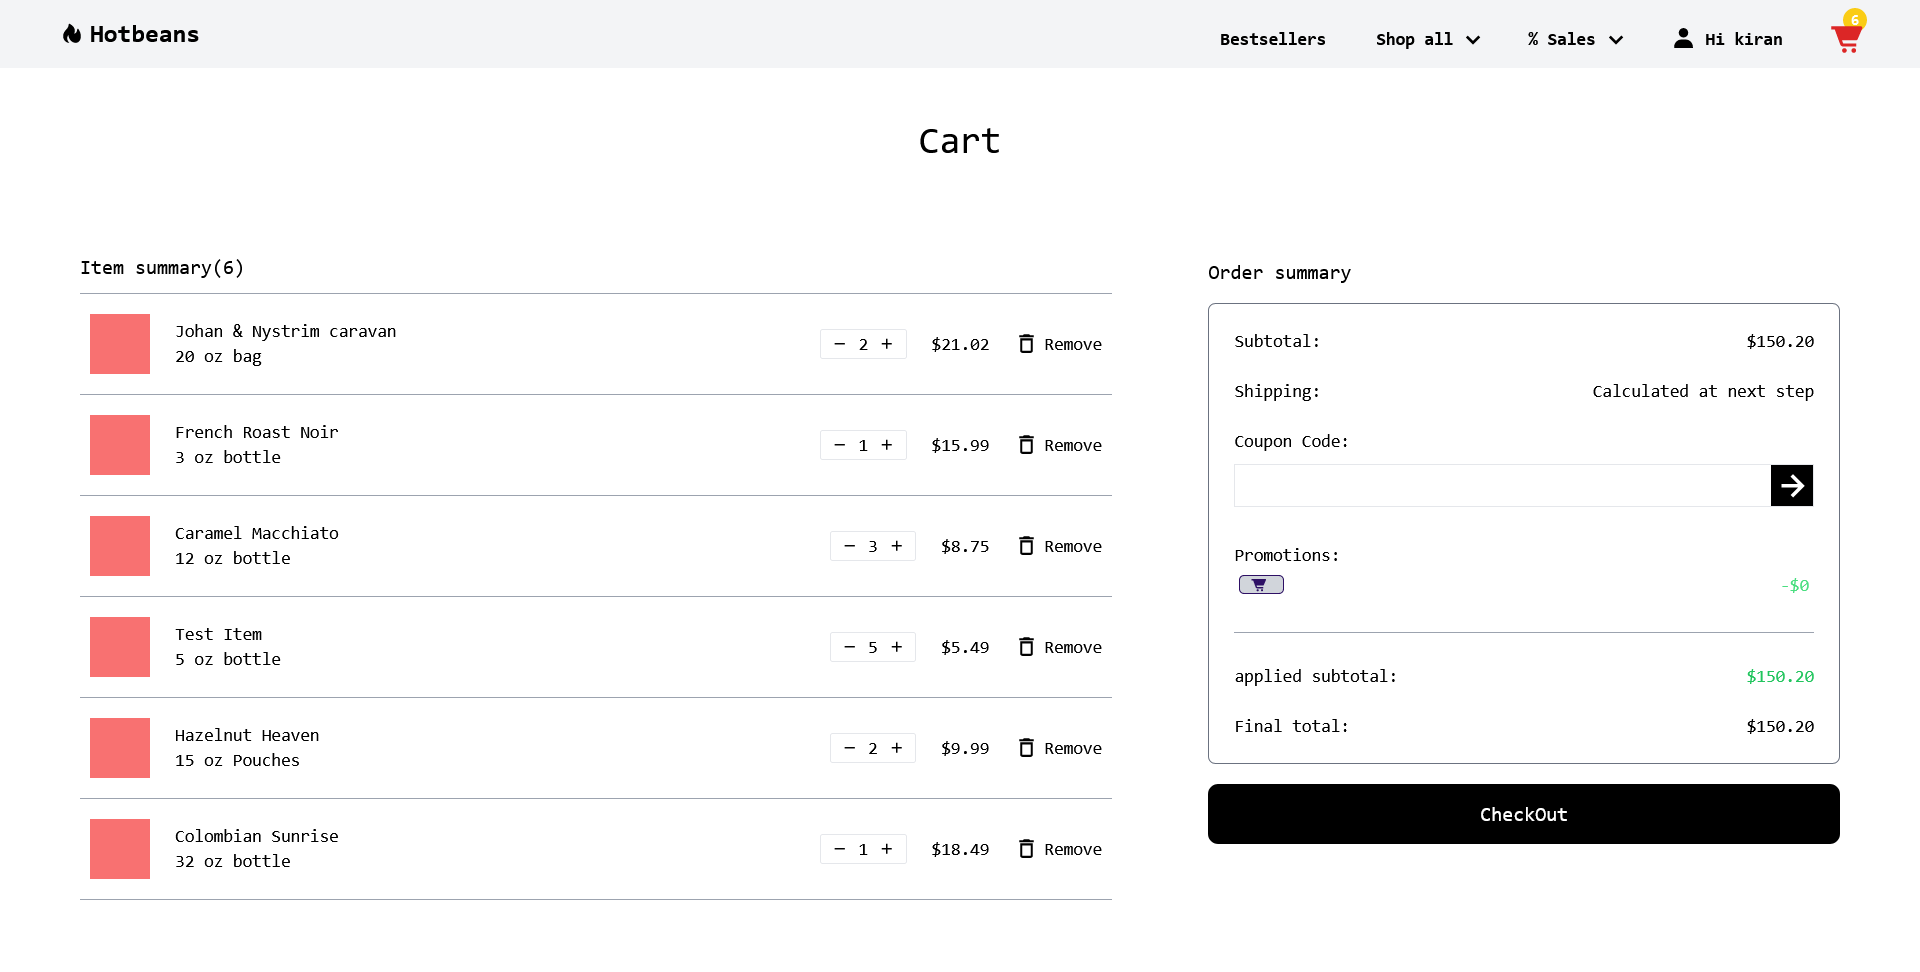 Hotbeans
Bestsellers
Shop all
% Sales
Hi kiran
6
Cart
Item summary(6)
Johan & Nystrim caravan
20 oz bag
− 2 +
$21.02
Remove
French Roast Noir
3 oz bottle
− 1 +
$15.99
Remove
Caramel Macchiato
12 oz bottle
− 3 +
$8.75
Remove
Test Item
5 oz bottle
− 5 +
$5.49
Remove
Hazelnut Heaven
15 oz Pouches
− 2 +
$9.99
Remove
Colombian Sunrise
32 oz bottle
− 1 +
$18.49
Remove
Order summary
Subtotal: $150.20
Shipping: Calculated at next step
Coupon Code:
Promotions:
-$0
applied subtotal: $150.20
Final total: $150.20
CheckOut